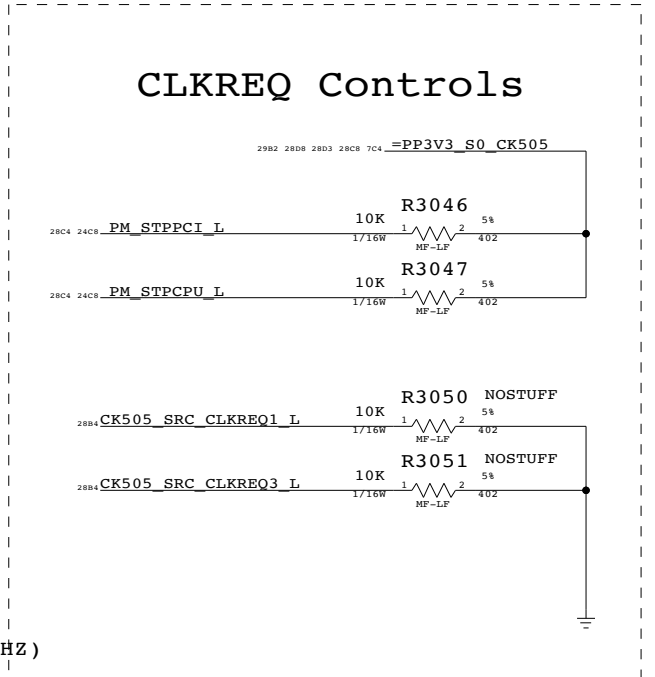 CLKREQ Controls
29B2 28D8 28D3 28C8 7C4 =PP3V3_S0_CK505
R3046
10K 5%
28C4 24C8 PM_STPPCI_L 1 2
1/16W 402
MF-LF
R3047
10K 5%
28C4 24C8 PM_STPCPU_L 1 2
1/16W 402
MF-LF
R3050 NOSTUFF
10K 5%
28B4 CK505_SRC_CLKREQ1_L 1 2
1/16W 402
MF-LF
R3051 NOSTUFF
10K 5%
28B4 CK505_SRC_CLKREQ3_L 1 2
1/16W 402
MF-LF
HZ)